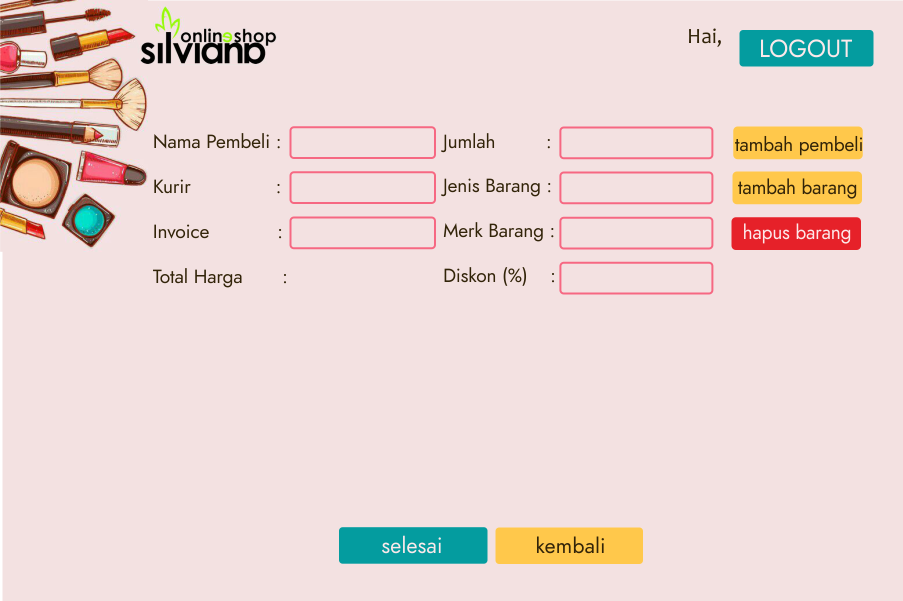 onlineshop
silviana
Hai,
LOGOUT
Nama Pembeli :
Jumlah :
tambah pembeli
Kurir :
Jenis Barang :
tambah barang
Invoice :
Merk Barang :
hapus barang
Total Harga :
Diskon (%) :
selesai
kembali